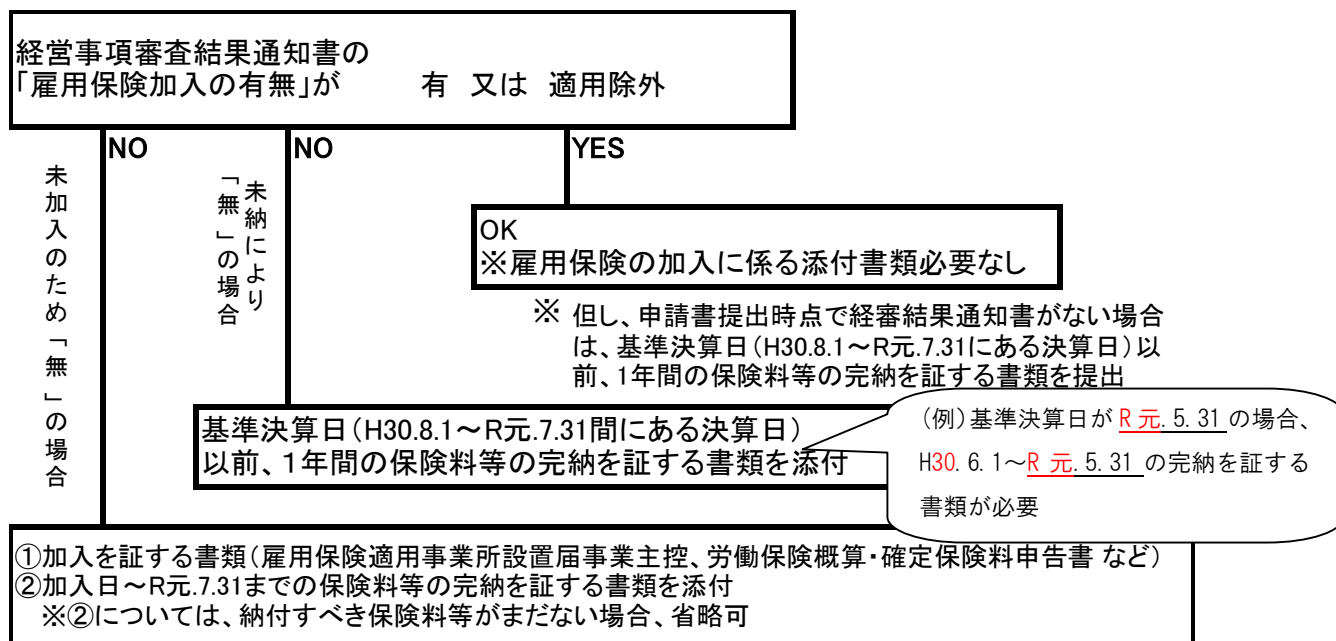 経営事項審査結果通知書の
「雇用保険加入の有無」が　　有 又は 適用除外
NO
NO
YES
未加入のため「無」の場合
未納により
「無」の場合
OK
※雇用保険の加入に係る添付書類必要なし
※ 但し、申請書提出時点で経審結果通知書がない場合
は、基準決算日（H30.8.1～R元.7.31にある決算日）以
前、1年間の保険料等の完納を証する書類を提出
基準決算日（H30.8.1～R元.7.31間にある決算日）
以前、１年間の保険料等の完納を証する書類を添付
（例）基準決算日が R元.5.31 の場合、
H30.6.1～R 元.5.31 の完納を証する
書類が必要
①加入を証する書類（雇用保険適用事業所設置届事業主控、労働保険概算・確定保険料申告書 など）
②加入日～R元.7.31までの保険料等の完納を証する書類を添付
※②については、納付すべき保険料等がまだない場合、省略可